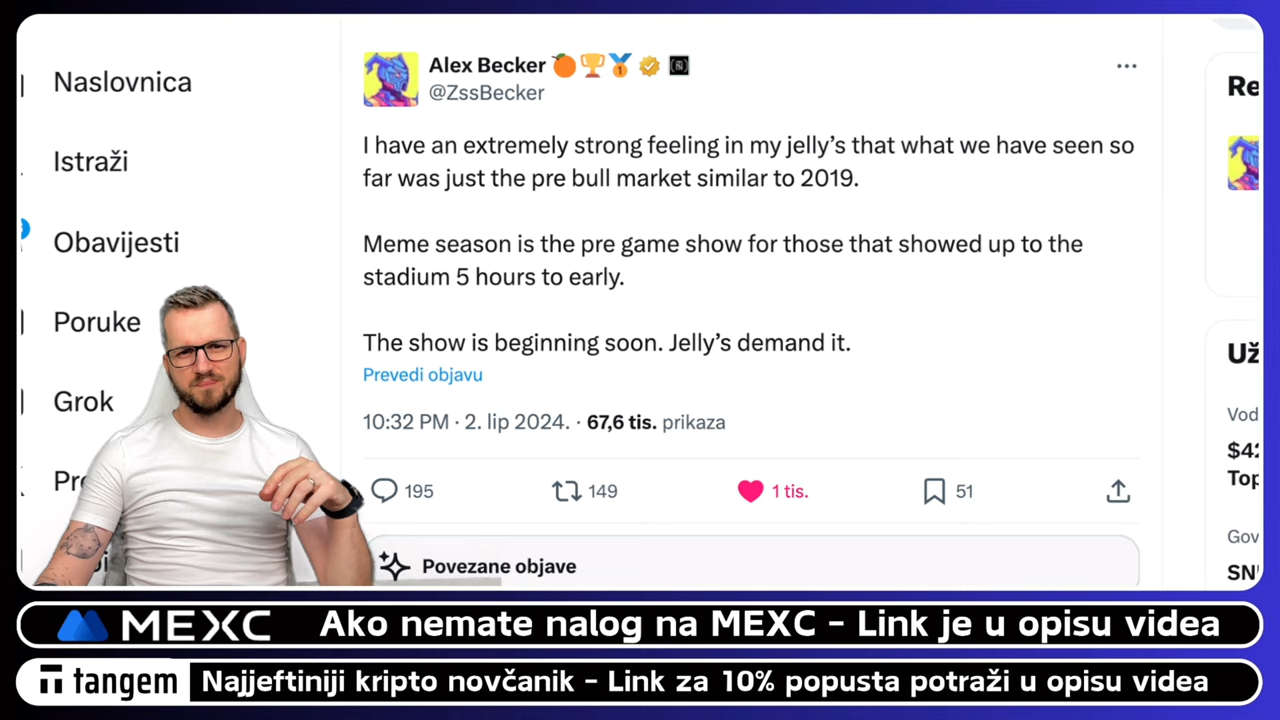 Naslovnica
Istraži
Obavijesti
Poruke
Grok
Alex Becker
@ZssBecker
I have an extremely strong feeling in my jelly’s that what we have seen so
far was just the pre bull market similar to 2019.
Meme season is the pre game show for those that showed up to the
stadium 5 hours to early.
The show is beginning soon. Jelly’s demand it.
Prevedi objavu
10:32 PM · 2. lip 2024. · 67,6 tis. prikaza
195 149 1 tis. 51
Povezane objave
MEXC Ako nemate nalog na MEXC - Link je u opisu videa
tangem Najjeftiniji kripto novčanik - Link za 10% popusta potraži u opisu videa